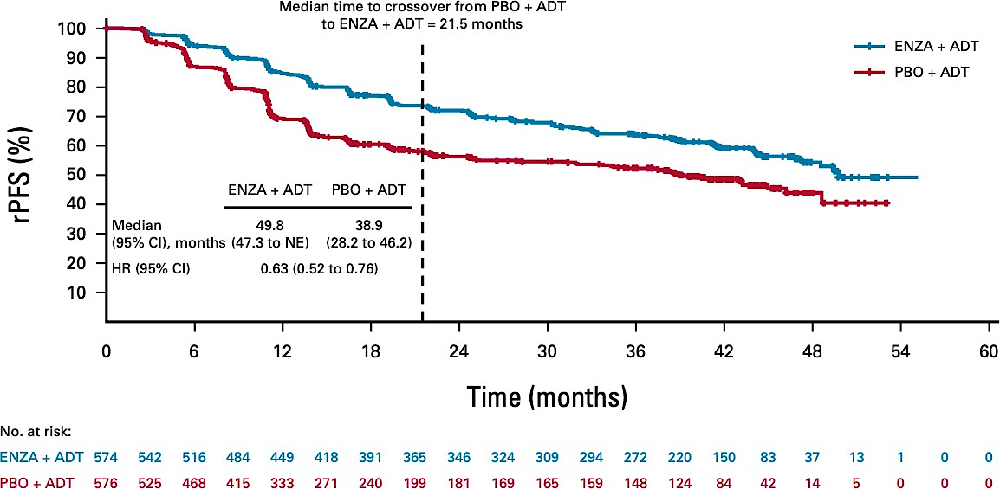 Median time to crossover from PBO + ADT
to ENZA + ADT = 21.5 months
100
90
80
70
60
50
40
30
20
10
rPFS (%)
ENZA + ADT
PBO + ADT
ENZA + ADT PBO + ADT
Median 49.8 38.9
(95% CI), months (47.3 to NE) (28.2 to 46.2)
HR (95% CI) 0.63 (0.52 to 0.76)
0 6 12 18 24 30 36 42 48 54 60
Time (months)
No. at risk:
ENZA + ADT 574 542 516 484 449 418 391 365 346 324 309 294 272 220 150 83 37 13 1 0 0
PBO + ADT 576 525 468 415 333 271 240 199 181 169 165 159 148 124 84 42 14 5 0 0 0